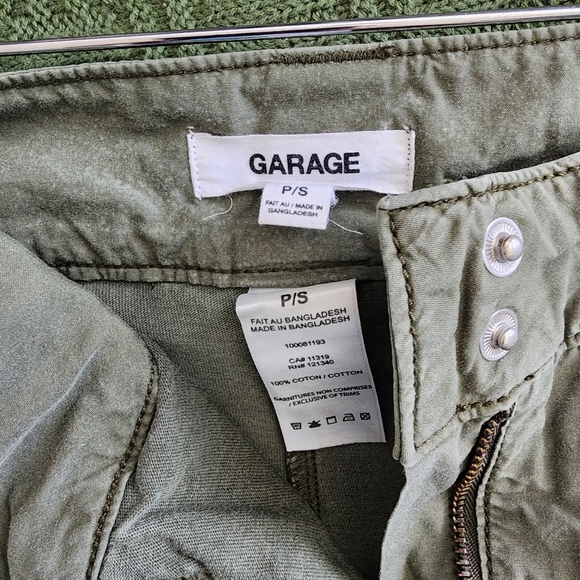 GARAGE
P/S
FAIT AU / MADE IN
BANGLADESH
P/S
FAIT AU BANGLADESH
MADE IN BANGLADESH
100081193
CA# 11319
RN# 121340
100% COTON / COTTON
GARNITURES NON COMPRISES
/ EXCLUSIVE OF TRIMS